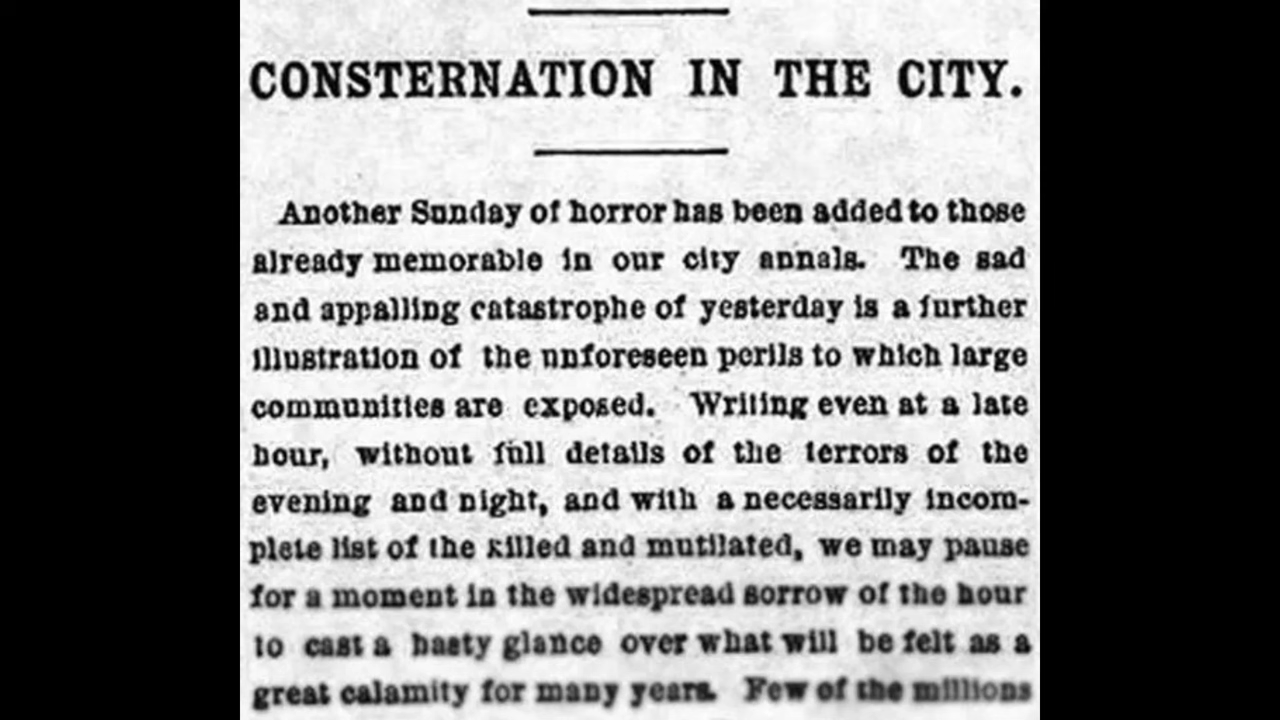 CONSTERNATION IN THE CITY.
Another Sunday of horror has been added to those
already memorable in our city annals. The sad
and appalling catastrophe of yesterday is a further
illustration of the unforeseen perils to which large
communities are exposed. Writing even at a late
hour, without full details of the terrors of the
evening and night, and with a necessarily incom-
plete list of the killed and mutilated, we may pause
for a moment in the widespread sorrow of the hour
to cast a hasty glance over what will be felt as a
great calamity for many years. Few of the millions